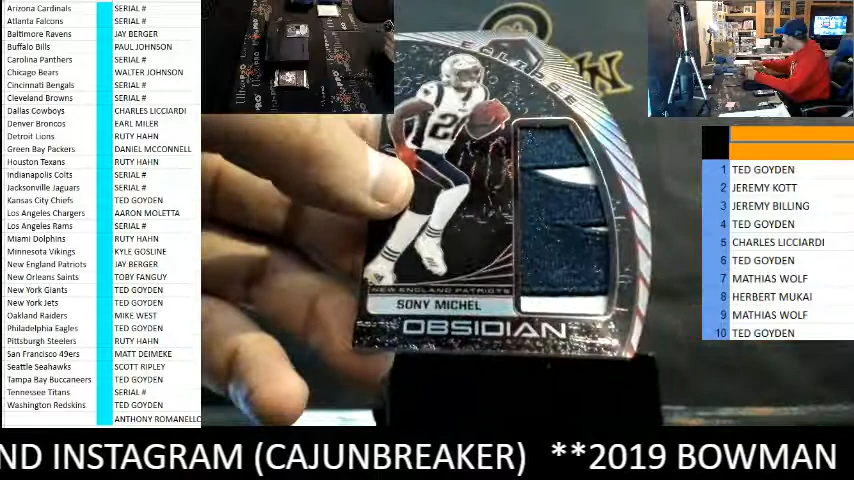 Arizona Cardinals SERIAL #
Atlanta Falcons SERIAL #
Baltimore Ravens JAY BERGER
Buffalo Bills PAUL JOHNSON
Carolina Panthers SERIAL #
Chicago Bears WALTER JOHNSON
Cincinnati Bengals SERIAL #
Cleveland Browns SERIAL #
Dallas Cowboys CHARLES LICCIARDI
Denver Broncos EARL MILER
Detroit Lions RUTY HAHN
Green Bay Packers DANIEL MCCONNELL
Houston Texans RUTY HAHN
Indianapolis Colts SERIAL #
Jacksonville Jaguars SERIAL #
Kansas City Chiefs TED GOYDEN
Los Angeles Chargers AARON MOLETTA
Los Angeles Rams SERIAL #
Miami Dolphins RUTY HAHN
Minnesota Vikings KYLE GOSLINE
New England Patriots JAY BERGER
New Orleans Saints TOBY FANGUY
New York Giants TED GOYDEN
New York Jets TED GOYDEN
Oakland Raiders MIKE WEST
Philadelphia Eagles TED GOYDEN
Pittsburgh Steelers RUTY HAHN
San Francisco 49ers MATT DEIMEKE
Seattle Seahawks SCOTT RIPLEY
Tampa Bay Buccaneers TED GOYDEN
Tennessee Titans SERIAL #
Washington Redskins TED GOYDEN
ANTHONY ROMANELLO
ECLIPSE
NEW ENGLAND PATRIOTS
SONY MICHEL
OBSIDIAN
1 TED GOYDEN
2 JEREMY KOTT
3 JEREMY BILLING
4 TED GOYDEN
5 CHARLES LICCIARDI
6 TED GOYDEN
7 MATHIAS WOLF
8 HERBERT MUKAI
9 MATHIAS WOLF
10 TED GOYDEN
ND INSTAGRAM (CAJUNBREAKER) **2019 BOWMAN